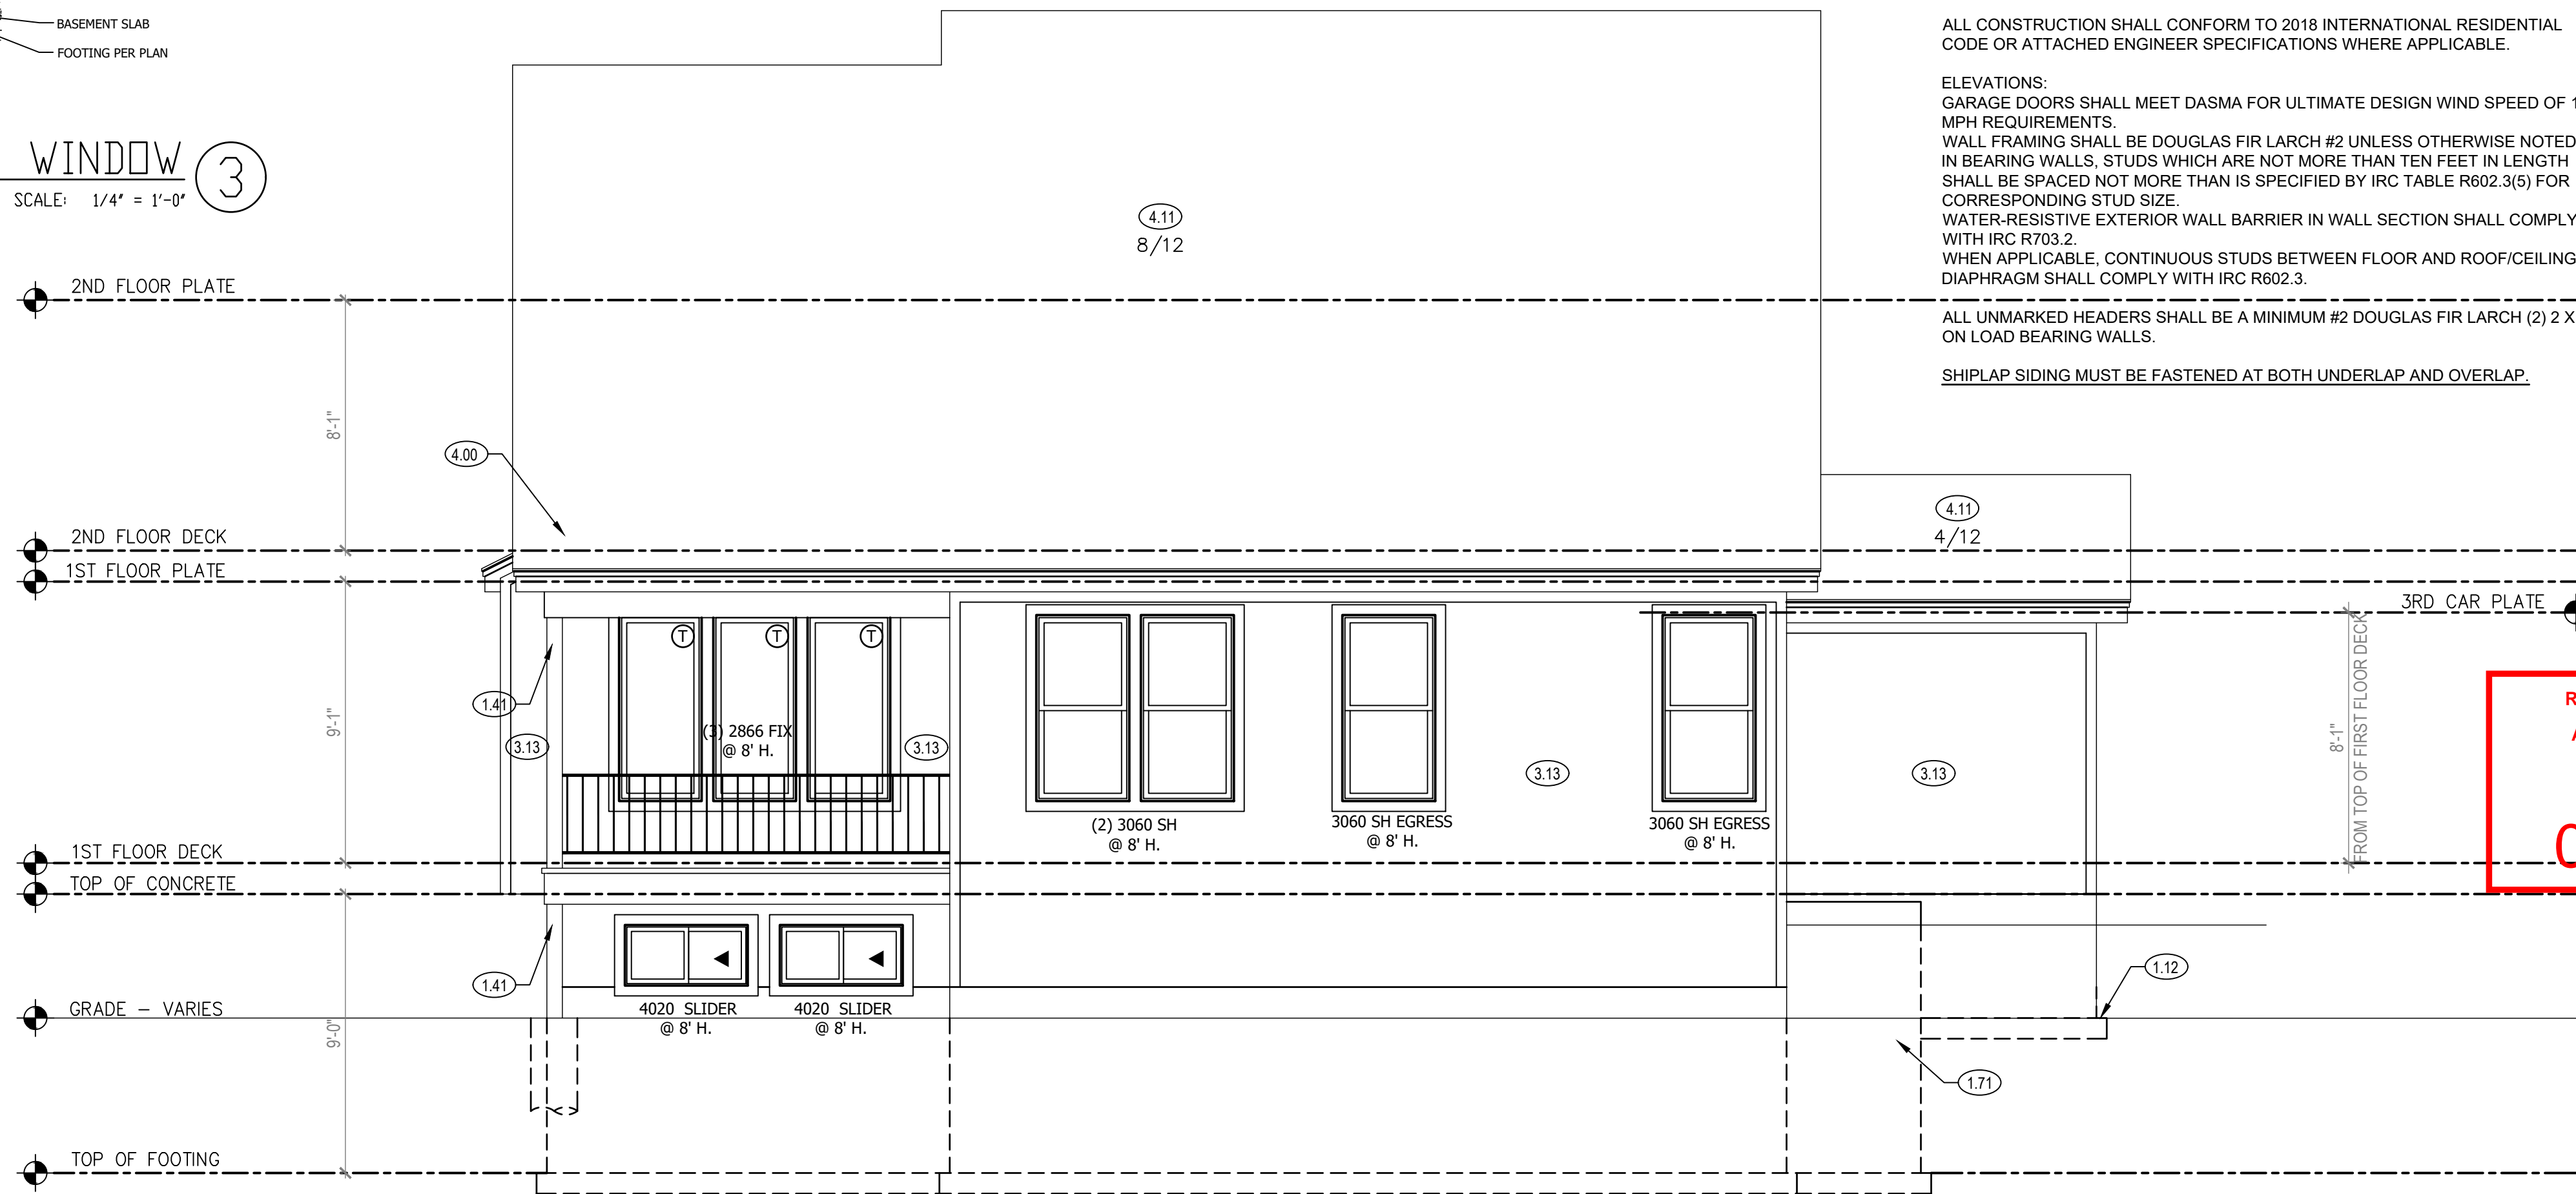 BASEMENT SLAB
FOOTING PER PLAN
WINDOW 3
SCALE: 1/4" = 1'-0"
ALL CONSTRUCTION SHALL CONFORM TO 2018 INTERNATIONAL RESIDENTIAL
CODE OR ATTACHED ENGINEER SPECIFICATIONS WHERE APPLICABLE.
ELEVATIONS:
GARAGE DOORS SHALL MEET DASMA FOR ULTIMATE DESIGN WIND SPEED OF
MPH REQUIREMENTS.
WALL FRAMING SHALL BE DOUGLAS FIR LARCH #2 UNLESS OTHERWISE NOTED
IN BEARING WALLS, STUDS WHICH ARE NOT MORE THAN TEN FEET IN LENGTH
SHALL BE SPACED NOT MORE THAN IS SPECIFIED BY IRC TABLE R602.3(5) FOR
CORRESPONDING STUD SIZE.
WATER-RESISTIVE EXTERIOR WALL BARRIER IN WALL SECTION SHALL COMPLY
WITH IRC R703.2.
WHEN APPLICABLE, CONTINUOUS STUDS BETWEEN FLOOR AND ROOF/CEILING
DIAPHRAGM SHALL COMPLY WITH IRC R602.3.
ALL UNMARKED HEADERS SHALL BE A MINIMUM #2 DOUGLAS FIR LARCH (2) 2 X
ON LOAD BEARING WALLS.
SHIPLAP SIDING MUST BE FASTENED AT BOTH UNDERLAP AND OVERLAP.
4.11
8/12
2ND FLOOR PLATE
8'-1"
4.00
4.11
4/12
2ND FLOOR DECK
1ST FLOOR PLATE
3RD CAR PLATE
T T T
1.41
9'-1"
3.13
(3) 2866 FIX
@ 8' H.
3.13
3.13
3.13
8'-1"
FROM TOP OF FIRST FLOOR DECK
(2) 3060 SH
@ 8' H.
3060 SH EGRESS
@ 8' H.
3060 SH EGRESS
@ 8' H.
1ST FLOOR DECK
TOP OF CONCRETE
1.41
1.12
4020 SLIDER
@ 8' H.
4020 SLIDER
@ 8' H.
GRADE - VARIES
9'-0"
1.71
TOP OF FOOTING